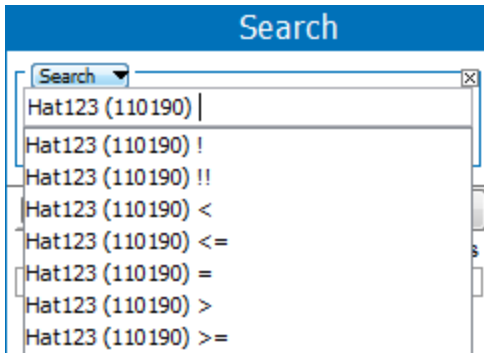 Search
Search
Hat123 (110190)
Hat123 (110190) !
Hat123 (110190) !!
Hat123 (110190) <
Hat123 (110190) <=
Hat123 (110190) =
Hat123 (110190) >
Hat123 (110190) >=